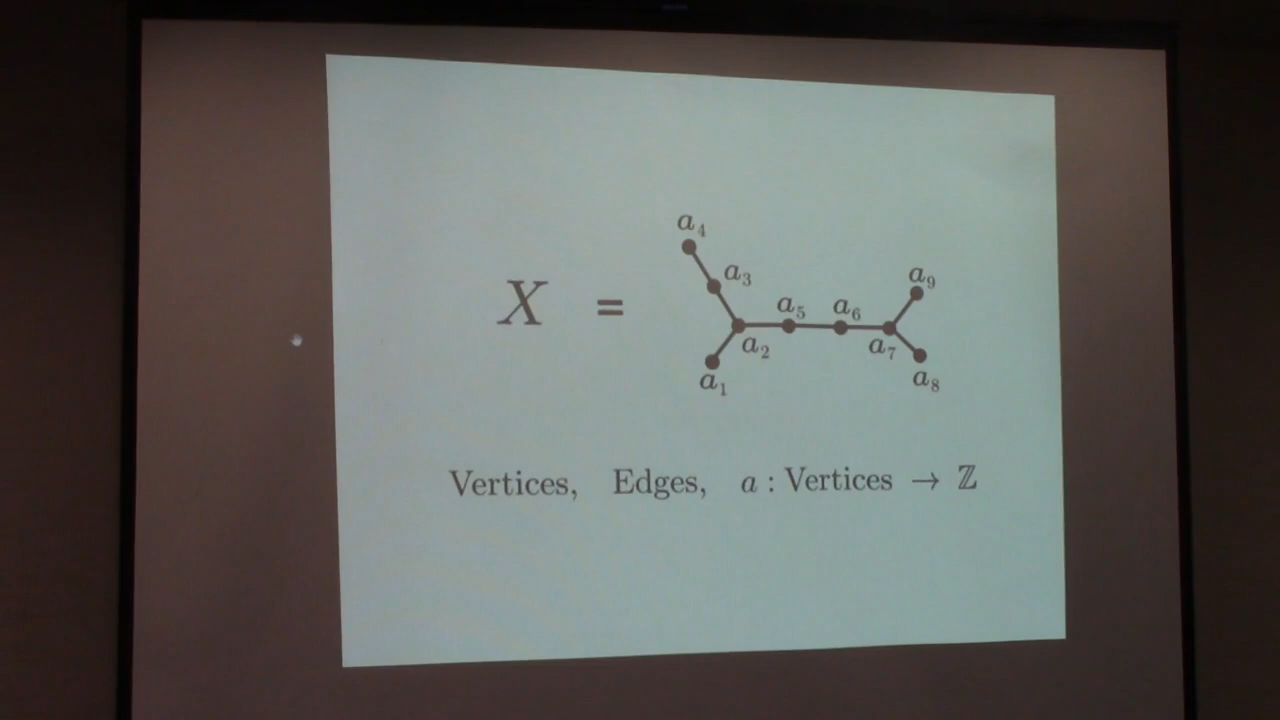 a₄
a₃
a₉
X =
a₅ a₆
a₂
a₇
a₁
a₈
Vertices, Edges, a : Vertices → ℤ